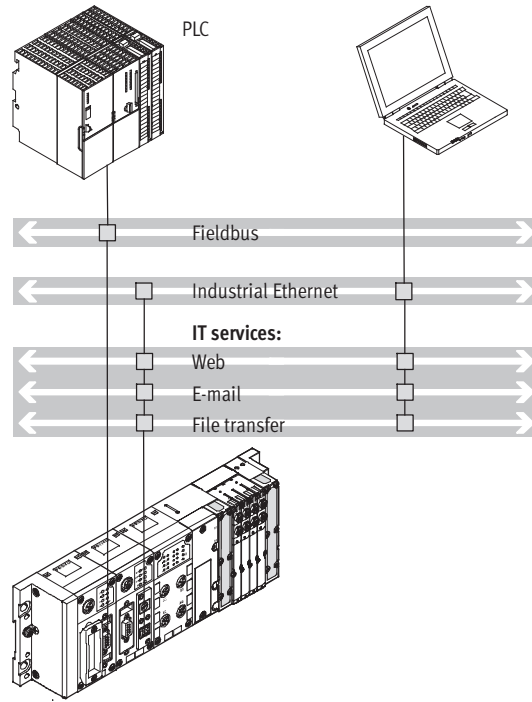 PLC
Fieldbus
Industrial Ethernet
IT services:
Web
E-mail
File transfer